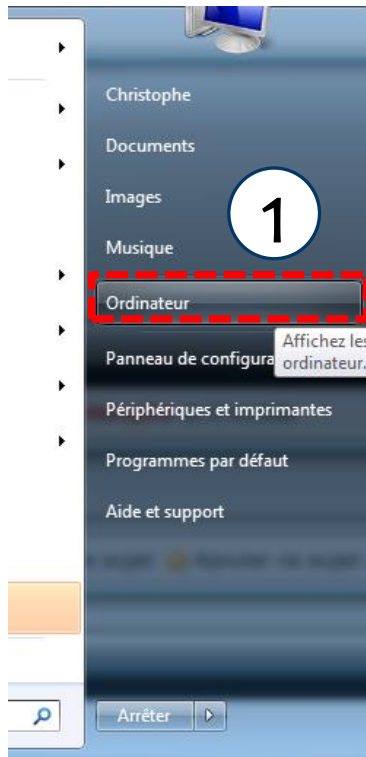 Christophe
Documents
Images
1
Musique
Ordinateur
Affichez les
Panneau de configura
ordinateur.
Périphériques et imprimantes
Programmes par défaut
Aide et support
Arrêter